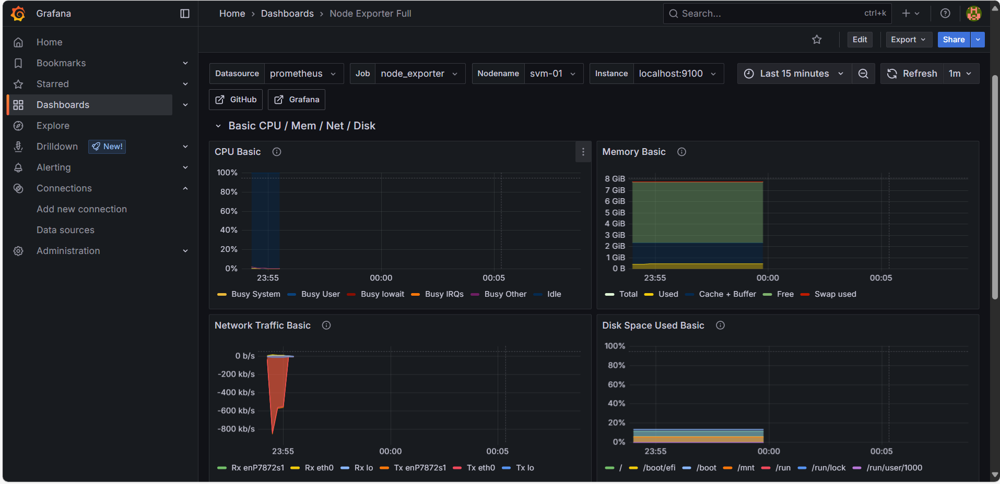 Grafana
Home › Dashboards › Node Exporter Full
Search...
ctrl+k
Home
Bookmarks
Starred
Dashboards
Explore
Drilldown
New!
Alerting
Connections
Add new connection
Data sources
Administration
Edit
Export
Share
Datasource prometheus
Job node_exporter
Nodename svm-01
Instance localhost:9100
Last 15 minutes
Refresh 1m
GitHub
Grafana
Basic CPU / Mem / Net / Disk
CPU Basic
100%
80%
60%
40%
20%
0%
23:55 00:00 00:05
Busy System Busy User Busy Iowait Busy IRQs Busy Other Idle
Memory Basic
8 GiB
7 GiB
6 GiB
5 GiB
4 GiB
3 GiB
2 GiB
1 GiB
0 B
23:55 00:00 00:05
Total Used Cache + Buffer Free Swap used
Network Traffic Basic
0 b/s
-200 kb/s
-400 kb/s
-600 kb/s
-800 kb/s
23:55 00:00 00:05
Rx enP7872s1 Rx eth0 Rx lo Tx enP7872s1 Tx eth0 Tx lo
Disk Space Used Basic
100%
80%
60%
40%
20%
0%
23:55 00:00 00:05
/ /boot/efi /boot /mnt /run /run/lock /run/user/1000